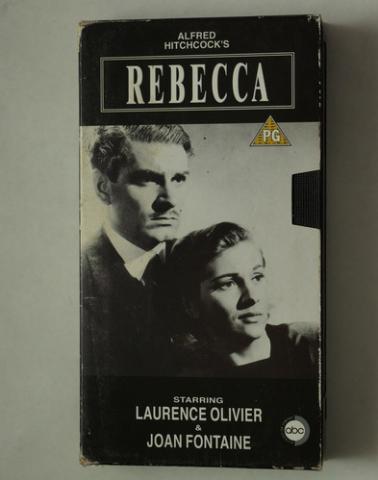 ALFRED
HITCHCOCK'S
REBECCA
PG
STARRING
LAURENCE OLIVIER
&
JOAN FONTAINE
abc